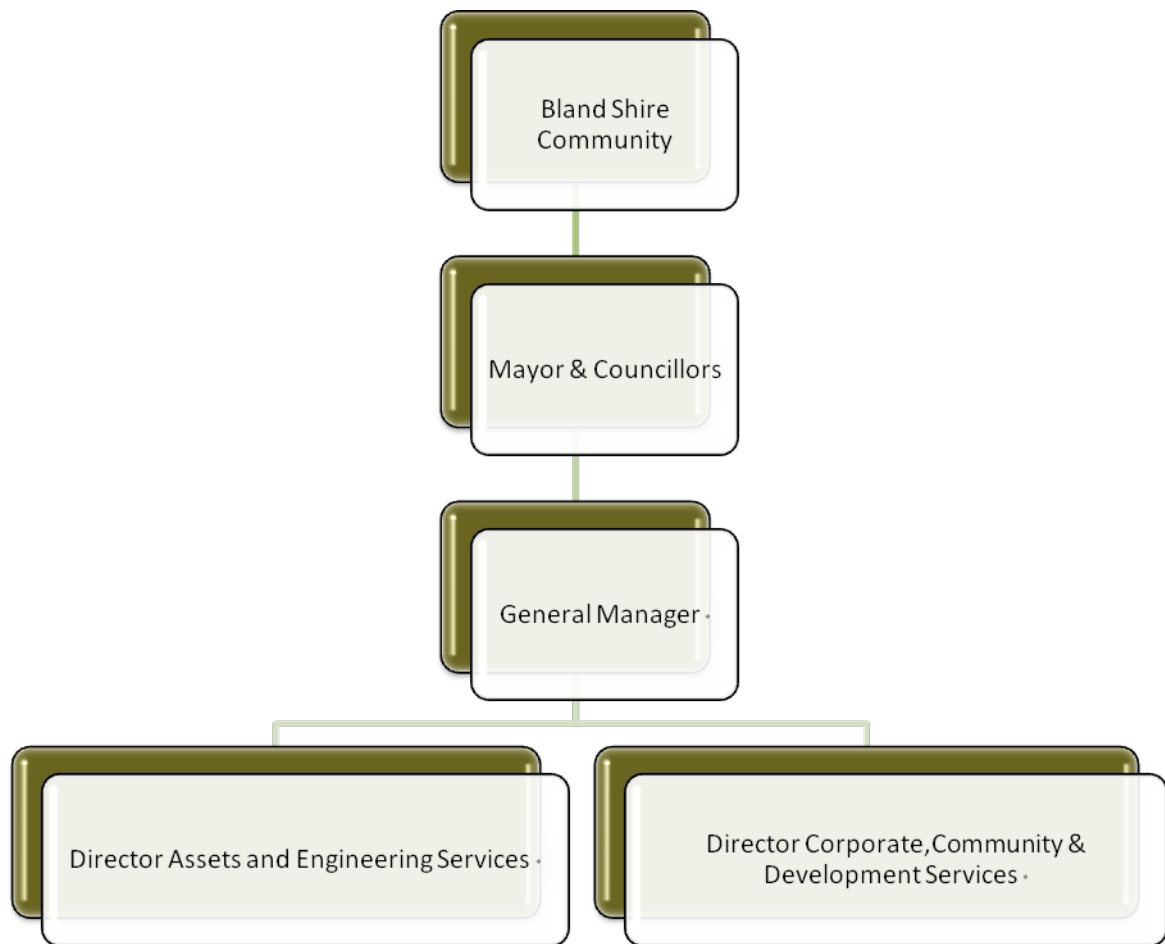 Bland Shire
Community
Mayor & Councillors
General Manager •
Director Assets and Engineering Services •
Director Corporate,Community &
Development Services •